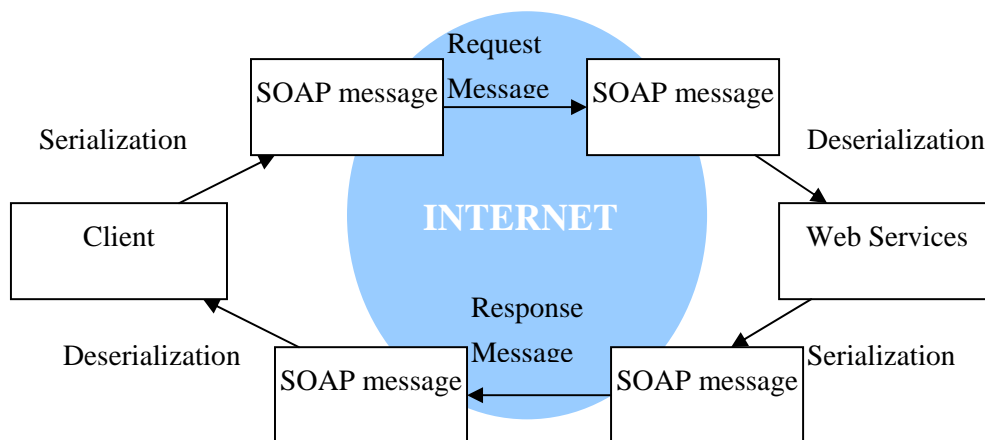 Request
Message
SOAP message
SOAP message
Serialization
Deserialization
Client
INTERNET
Web Services
Response
Message
Deserialization
Serialization
SOAP message
SOAP message